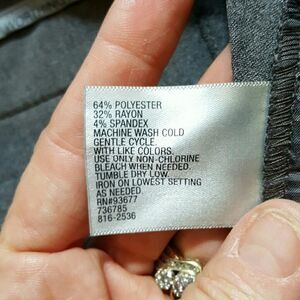 64% POLYESTER
32% RAYON
4% SPANDEX
MACHINE WASH COLD
GENTLE CYCLE.
WITH LIKE COLORS.
USE ONLY NON-CHLORINE
BLEACH WHEN NEEDED.
TUMBLE DRY LOW.
IRON ON LOWEST SETTING
AS NEEDED.
RN#93677
736785
816-2536